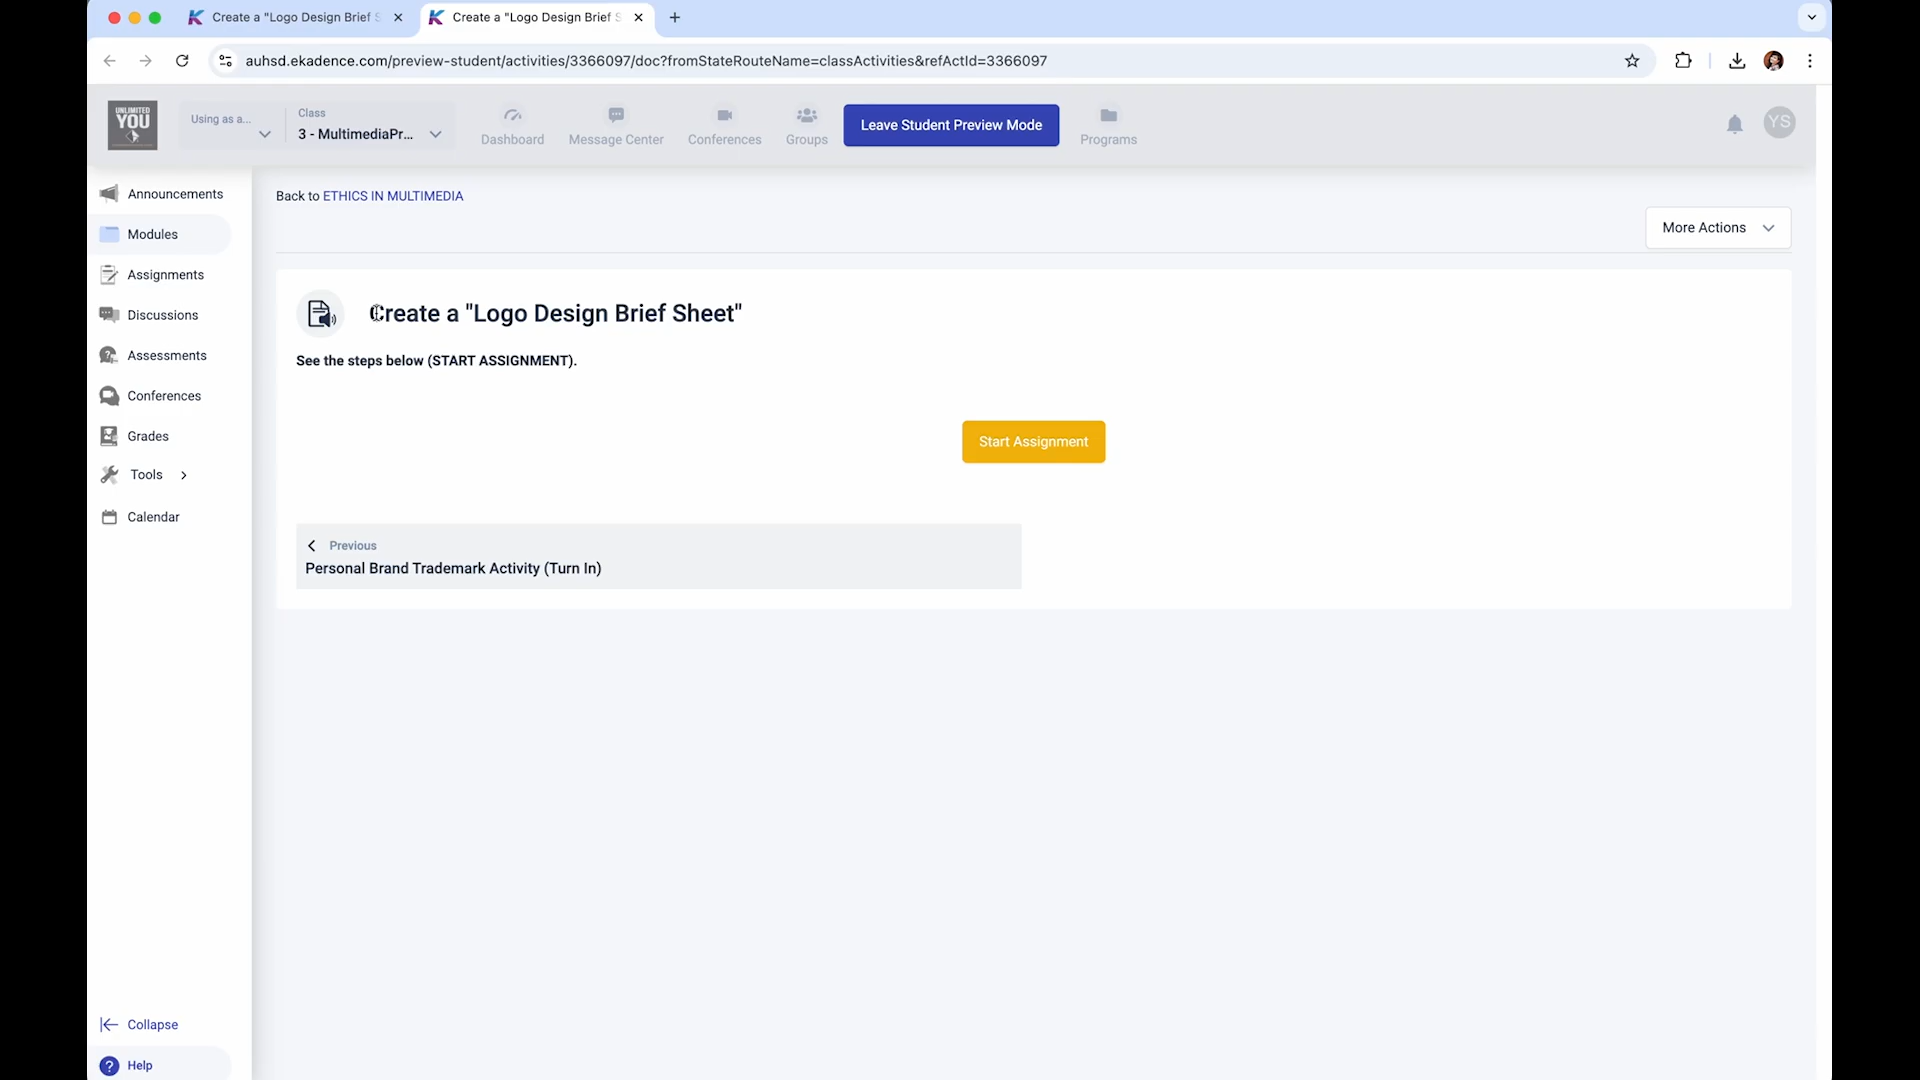 Create a "Logo Design Brief S
Create a "Logo Design Brief S
auhsd.ekadence.com/preview-student/activities/3366097/doc?fromStateRouteName=classActivities&refActId=3366097
UNLIMITED
YOU
Using as a...
Class
3 - MultimediaPr...
Dashboard
Message Center
Conferences
Groups
Leave Student Preview Mode
Programs
YS
Announcements
Modules
Assignments
Discussions
Assessments
Conferences
Grades
Tools
Calendar
Collapse
Help
Back to ETHICS IN MULTIMEDIA
More Actions
Create a "Logo Design Brief Sheet"
See the steps below (START ASSIGNMENT).
Start Assignment
Previous
Personal Brand Trademark Activity (Turn In)